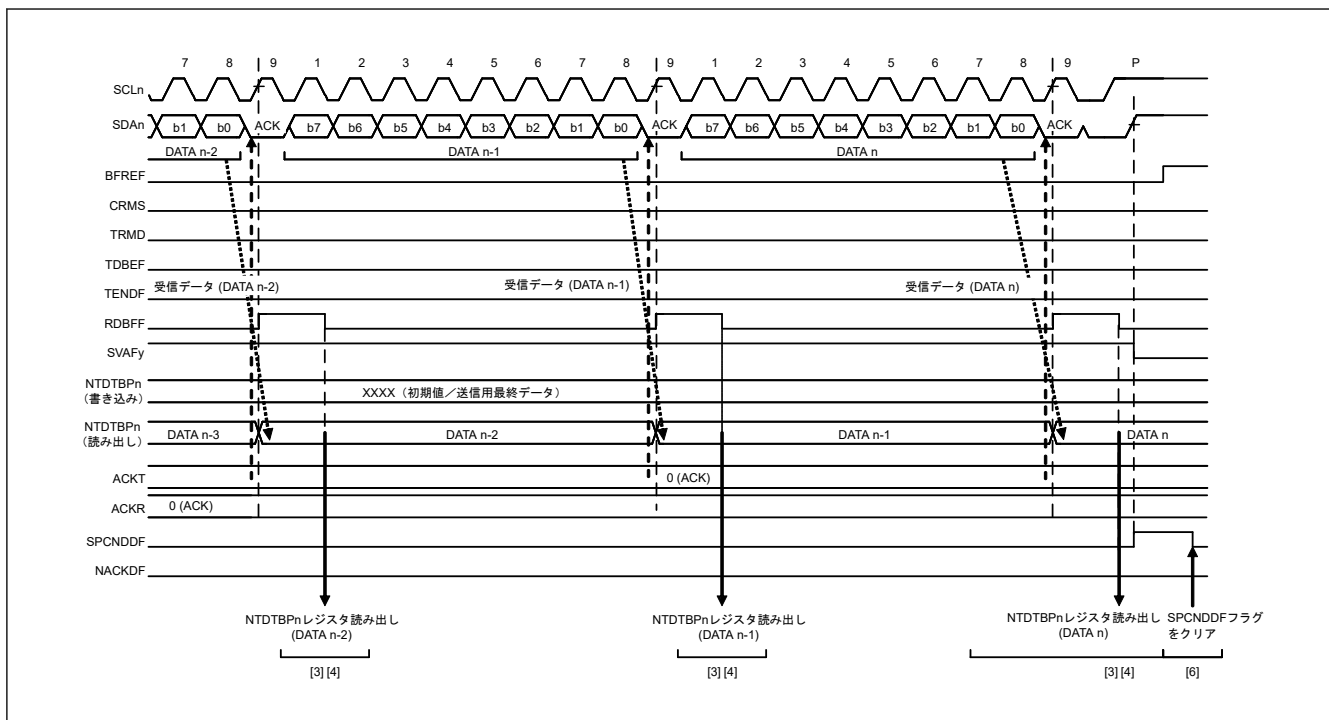 7 8 9 1 2 3 4 5 6 7 8 9 1 2 3 4 5 6 7 8 9 P
SCLn
SDAn b1 b0 ACK b7 b6 b5 b4 b3 b2 b1 b0 ACK b7 b6 b5 b4 b3 b2 b1 b0 ACK
DATA n-2 DATA n-1 DATA n
BFREF
CRMS
TRMD
TDBEF
受信データ (DATA n-2) 受信データ (DATA n-1) 受信データ (DATA n)
TENDF
RDBFF
SVAFy
NTDTBPn
（書き込み）
XXXX（初期値／送信用最終データ）
NTDTBPn
（読み出し）
DATA n-3 DATA n-2 DATA n-1 DATA n
ACKT 0 (ACK)
ACKR 0 (ACK)
SPCNDDF
NACKDF
NTDTBPnレジスタ読み出し
(DATA n-2)
NTDTBPnレジスタ読み出し
(DATA n-1)
NTDTBPnレジスタ読み出し
(DATA n)
SPCNDDFフラグ
をクリア
[3] [4] [3] [4] [3] [4] [6]